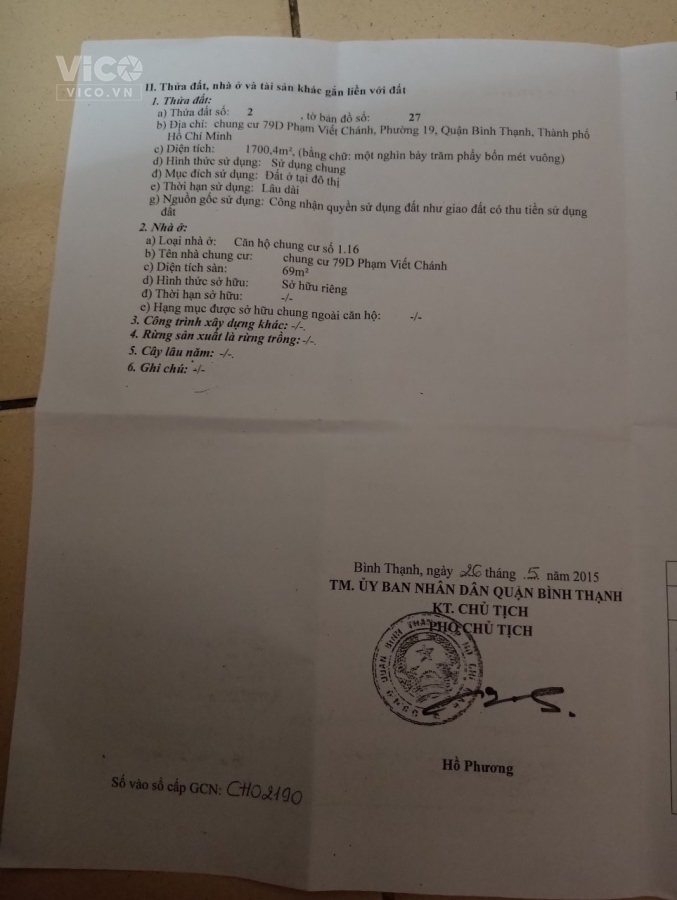 VICO
VICO.VN
II. Thửa đất, nhà ở và tài sản khác gắn liền với đất
1. Thửa đất:
a) Thửa đất số: 2 , tờ bản đồ số: 27
b) Địa chỉ: chung cư 79D Phạm Viết Chánh, Phường 19, Quận Bình Thạnh, Thành phố
Hồ Chí Minh
c) Diện tích: 1700,4m², (bằng chữ: một nghìn bảy trăm phẩy bốn mét vuông)
d) Hình thức sử dụng: Sử dụng chung
đ) Mục đích sử dụng: Đất ở tại đô thị
e) Thời hạn sử dụng: Lâu dài
g) Nguồn gốc sử dụng: Công nhận quyền sử dụng đất như giao đất có thu tiền sử dụng
đất
2. Nhà ở:
a) Loại nhà ở: Căn hộ chung cư số 1.16
b) Tên nhà chung cư: chung cư 79D Phạm Viết Chánh
c) Diện tích sàn: 69m²
d) Hình thức sở hữu: Sở hữu riêng
đ) Thời hạn sở hữu: -/-
e) Hạng mục được sở hữu chung ngoài căn hộ: -/-
3. Công trình xây dựng khác: -/-.
4. Rừng sản xuất là rừng trồng: -/-.
5. Cây lâu năm: -/-.
6. Ghi chú: -/-
Bình Thạnh, ngày 26 tháng .5. năm 2015
TM. ỦY BAN NHÂN DÂN QUẬN BÌNH THẠNH
KT. CHỦ TỊCH
PHÓ CHỦ TỊCH
Hồ Phương
Số vào sổ cấp GCN: CH02190